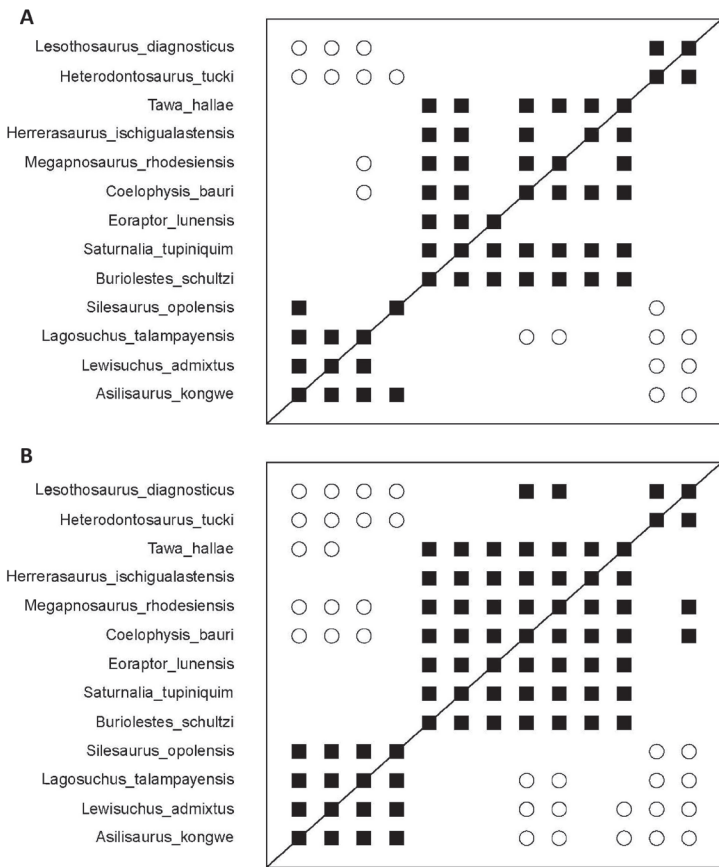 A
Lesothosaurus_diagnosticus
Heterodontosaurus_tucki
Tawa_hallae
Herrerasaurus_ischigualastensis
Megapnosaurus_rhodesiensis
Coelophysis_bauri
Eoraptor_lunensis
Saturnalia_tupiniquim
Buriolestes_schultzi
Silesaurus_opolensis
Lagosuchus_talampayensis
Lewisuchus_admixtus
Asilisaurus_kongwe
B
Lesothosaurus_diagnosticus
Heterodontosaurus_tucki
Tawa_hallae
Herrerasaurus_ischigualastensis
Megapnosaurus_rhodesiensis
Coelophysis_bauri
Eoraptor_lunensis
Saturnalia_tupiniquim
Buriolestes_schultzi
Silesaurus_opolensis
Lagosuchus_talampayensis
Lewisuchus_admixtus
Asilisaurus_kongwe